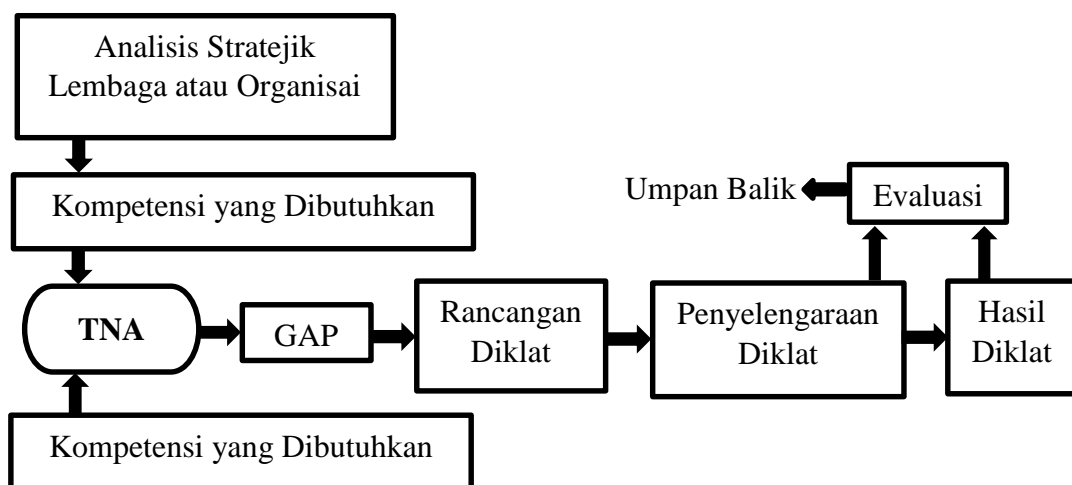 Analisis Stratejik
Lembaga atau Organisai
Kompetensi yang Dibutuhkan
Umpan Balik
Evaluasi
TNA
GAP
Rancangan
Diklat
Penyelengaraan
Diklat
Hasil
Diklat
Kompetensi yang Dibutuhkan